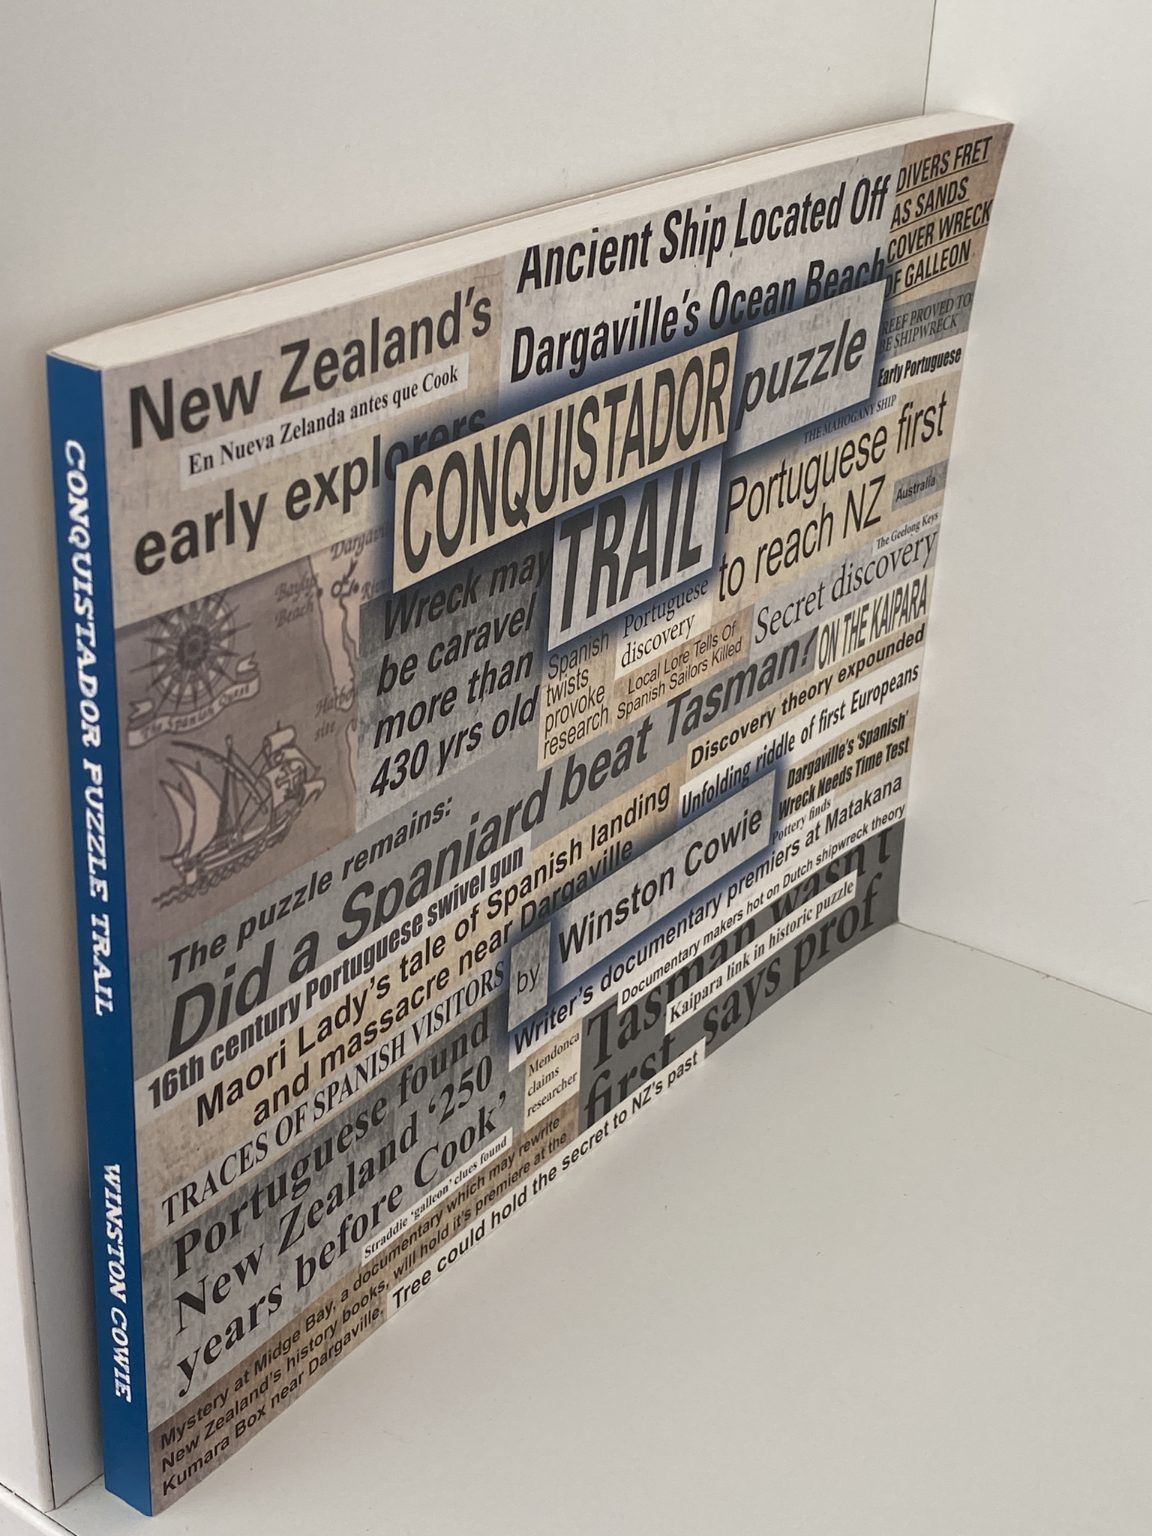 CONQUISTADOR PUZZLE TRAIL
WINSTON COWIE
New Zealand's
En Nueva Zelanda antes que Cook
early explorers
Ancient Ship Located Off
Dargaville's Ocean Beach
DIVERS FRET
AS SANDS
COVER WRECK
OF GALLEON
REEF PROVED TO
BE SHIPWRECK
Early Portuguese
CONQUISTADOR puzzle
TRAIL
THE MAHOGANY SHIP
Portuguese first
to reach NZ
Australia
The Geelong Keys
Secret discovery
Dargavi
Baylys
Beach
River
Harbo
site
The Spanish Quest
Wreck may
be caravel
more than
430 yrs old
Spanish
twists
provoke
research
Portuguese
discovery
Local Lore Tells Of
Spanish Sailors Killed
ON THE KAIPARA
The puzzle remains:
Did a Spaniard beat Tasman?
Discovery theory expounded
Unfolding riddle of first Europeans
Dargaville's 'Spanish'
Wreck Needs Time Test
Pottery finds
16th century Portuguese swivel gun
Maori Lady's tale of Spanish landing
and massacre near Dargaville
TRACES OF SPANISH VISITORS
by
Winston Cowie
Writer's documentary premiers at Matakana
Documentary makers hot on Dutch shipwreck theory
Tasman wasn't
Kaipara link in historic puzzle
first, says prof
Portuguese found
New Zealand '250
years before Cook'
Mendonca
claims
researcher
Straddie 'galleon' clues found
Mystery at Midge Bay, a documentary which may rewrite
New Zealand's history books, will hold it's premiere at the
Kumara Box near Dargaville.
Tree could hold the secret to NZ's past